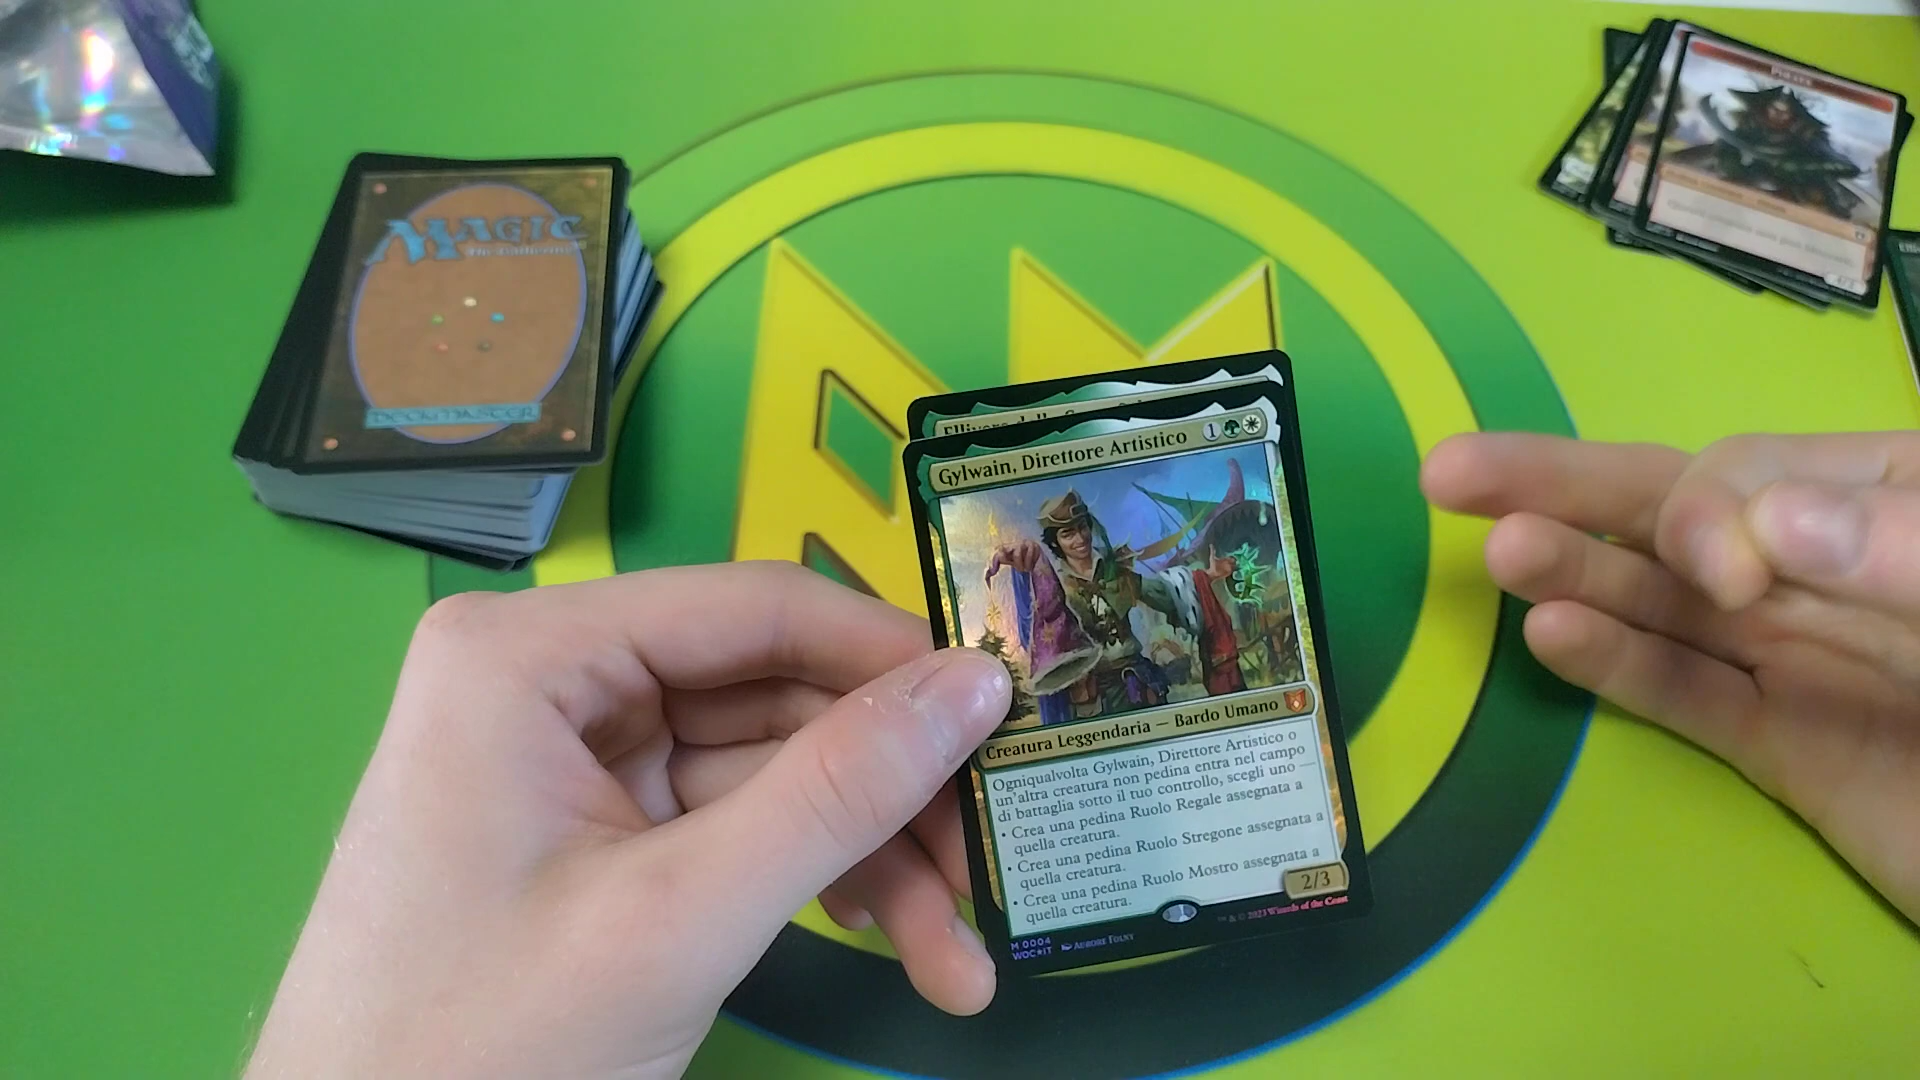 MAGIC
The Gathering
DECKMASTER
Gylwain, Direttore Artistico 1
Creatura Leggendaria — Bardo Umano
Ogniqualvolta Gylwain, Direttore Artistico o
un'altra creatura non pedina entra nel campo
di battaglia sotto il tuo controllo, scegli uno —
• Crea una pedina Ruolo Regale assegnata a
quella creatura.
• Crea una pedina Ruolo Stregone assegnata a
quella creatura.
• Crea una pedina Ruolo Mostro assegnata a
quella creatura.
2/3
M 0004
WOC★IT Aurore Folny
™ & © 2023 Wizards of the Coast